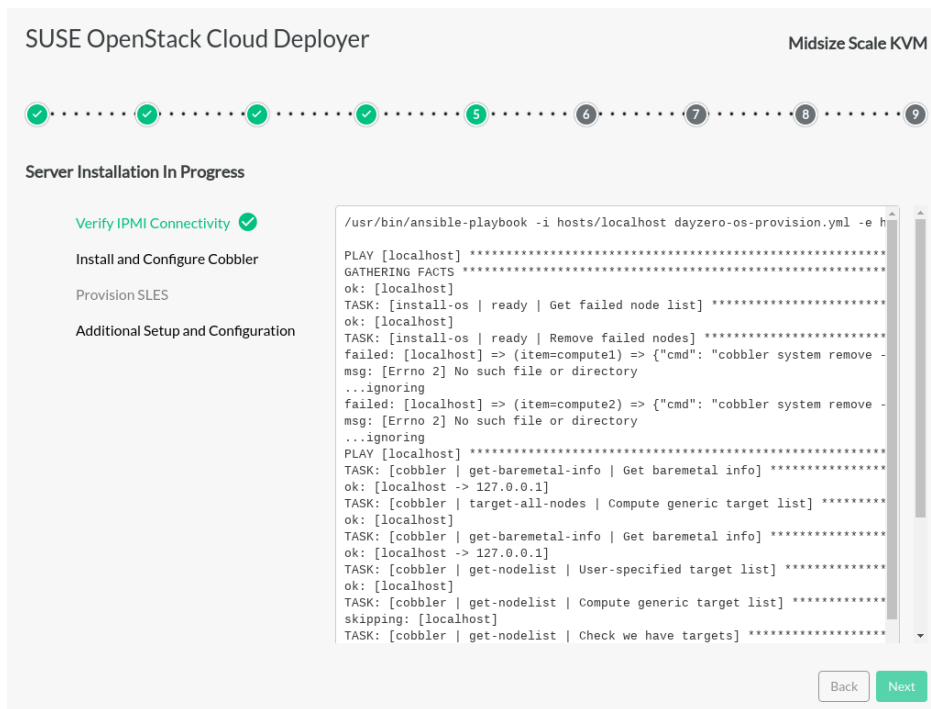 SUSE OpenStack Cloud Deployer
Midsize Scale KVM
5 6 7 8 9
Server Installation In Progress
Verify IPMI Connectivity
Install and Configure Cobbler
Provision SLES
Additional Setup and Configuration
/usr/bin/ansible-playbook -i hosts/localhost dayzero-os-provision.yml -e h
PLAY [localhost] *********************************************************
GATHERING FACTS **********************************************************
ok: [localhost]
TASK: [install-os | ready | Get failed node list] ************************
ok: [localhost]
TASK: [install-os | ready | Remove failed nodes] *************************
failed: [localhost] => (item=compute1) => {"cmd": "cobbler system remove -
msg: [Errno 2] No such file or directory
...ignoring
failed: [localhost] => (item=compute2) => {"cmd": "cobbler system remove -
msg: [Errno 2] No such file or directory
...ignoring
PLAY [localhost] *********************************************************
TASK: [cobbler | get-baremetal-info | Get baremetal info] ****************
ok: [localhost -> 127.0.0.1]
TASK: [cobbler | target-all-nodes | Compute generic target list] *********
ok: [localhost]
TASK: [cobbler | get-baremetal-info | Get baremetal info] ****************
ok: [localhost -> 127.0.0.1]
TASK: [cobbler | get-nodelist | User-specified target list] **************
ok: [localhost]
TASK: [cobbler | get-nodelist | Compute generic target list] *************
skipping: [localhost]
TASK: [cobbler | get-nodelist | Check we have targets] *******************
Back
Next